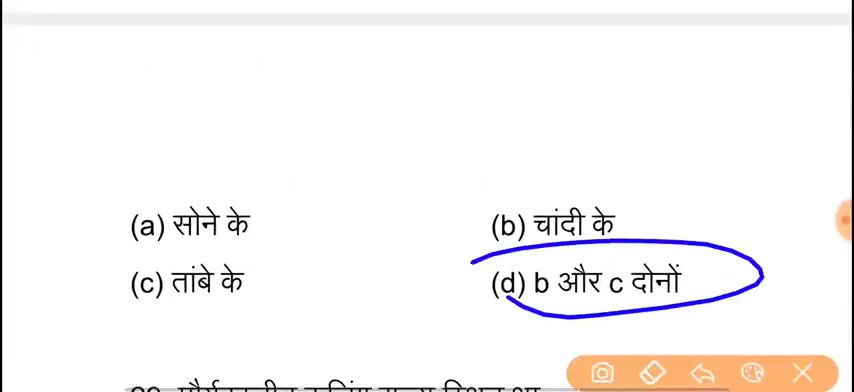 (a) सोने के (b) चांदी के
(c) तांबे के (d) b और c दोनों